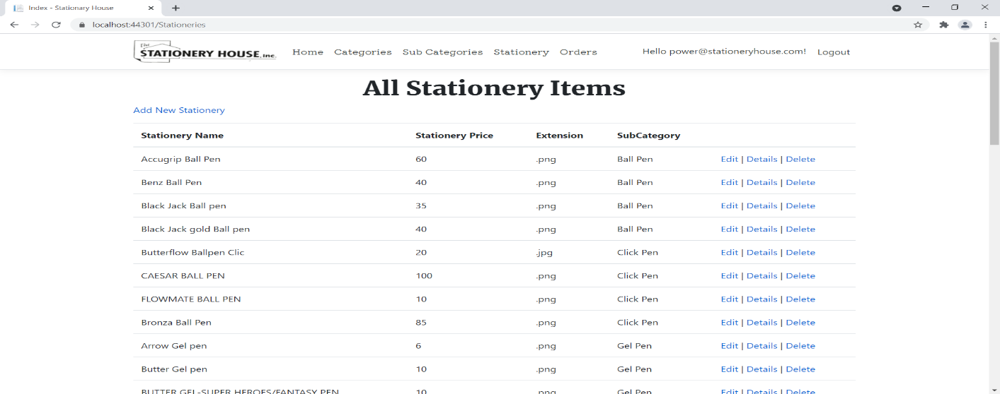 Index - Stationary House
localhost:44301/Stationeries
The
STATIONERY HOUSE, Inc.
Home Categories Sub Categories Stationery Orders Hello power@stationeryhouse.com! Logout
All Stationery Items
Add New Stationery
Stationery Name Stationery Price Extension SubCategory
Accugrip Ball Pen 60 .png Ball Pen Edit | Details | Delete
Benz Ball Pen 40 .png Ball Pen Edit | Details | Delete
Black Jack Ball pen 35 .png Ball Pen Edit | Details | Delete
Black Jack gold Ball pen 40 .png Ball Pen Edit | Details | Delete
Butterflow Ballpen Clic 20 .jpg Click Pen Edit | Details | Delete
CAESAR BALL PEN 100 .png Click Pen Edit | Details | Delete
FLOWMATE BALL PEN 10 .png Click Pen Edit | Details | Delete
Bronza Ball Pen 85 .png Click Pen Edit | Details | Delete
Arrow Gel pen 6 .png Gel Pen Edit | Details | Delete
Butter Gel pen 10 .png Gel Pen Edit | Details | Delete
BUTTER GEL-SUPER HEROES/FANTASY PEN 10 .png Gel Pen Edit | Details | Delete